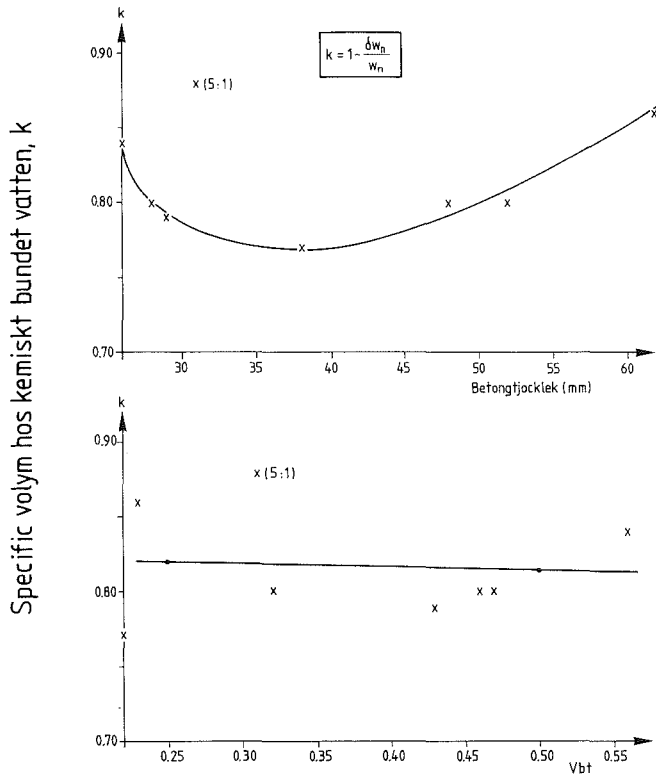 Specific volym hos kemiskt bundet vatten, k
k
0,90
k = 1 - δwn / wn
x (5:1)
0,80
0,70
30 35 40 45 50 55 60
Betongtjocklek (mm)
k
0,90
x (5:1)
0,80
0,70
0,25 0,30 0,35 0,40 0,45 0,50 0,55
Vbt